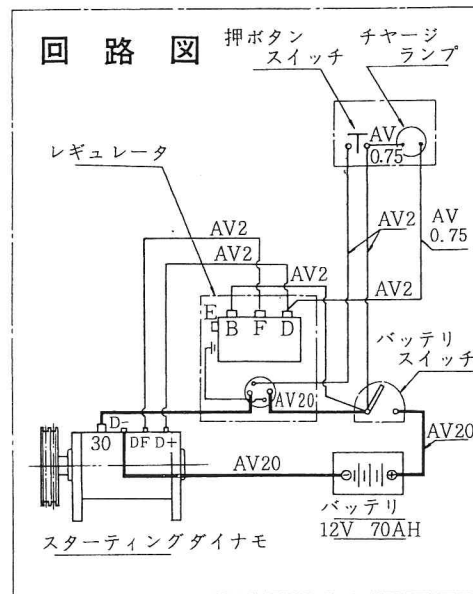 回路図
押ボタン
スイッチ
チャージ
ランプ
AV
0.75
レギュレータ
AV2
AV2
AV2
AV2
AV
0.75
E
B F D
バッテリ
スイッチ
AV20
AV20
D−
30 DF D+
AV20
⊖ ⊕
バッテリ
12V 70AH
スターティングダイナモ